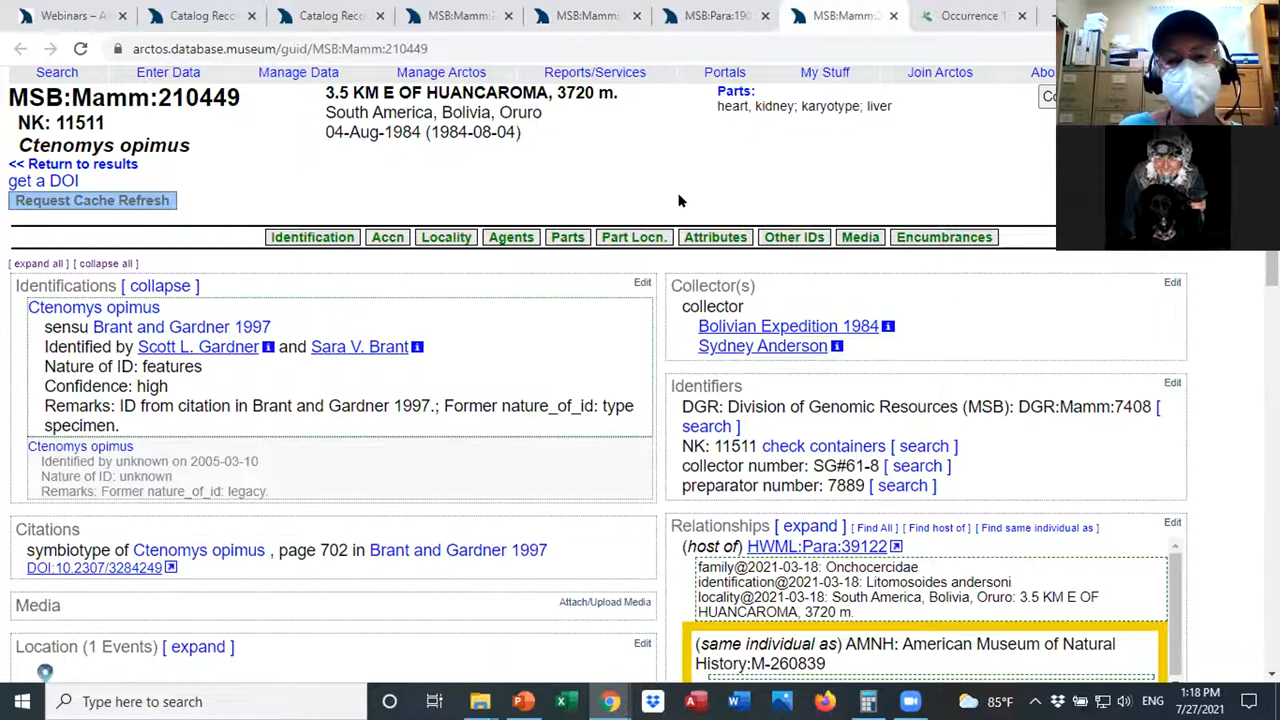 Webinars – A
Catalog Reco
Catalog Reco
MSB:Mamm:
MSB:Mamm:
MSB:Para:190
MSB:Mamm:2
Occurrence
arctos.database.museum/guid/MSB:Mamm:210449
Search Enter Data Manage Data Manage Arctos Reports/Services Portals My Stuff Join Arctos Abo
MSB:Mamm:210449
NK: 11511
Ctenomys opimus
<< Return to results
get a DOI
Request Cache Refresh
3.5 KM E OF HUANCAROMA, 3720 m.
South America, Bolivia, Oruro
04-Aug-1984 (1984-08-04)
Parts:
heart, kidney; karyotype; liver
Identification Accn Locality Agents Parts Part Locn. Attributes Other IDs Media Encumbrances
[ expand all ] [ collapse all ]
Identifications [ collapse ] Edit
Ctenomys opimus
sensu Brant and Gardner 1997
Identified by Scott L. Gardner and Sara V. Brant
Nature of ID: features
Confidence: high
Remarks: ID from citation in Brant and Gardner 1997.; Former nature_of_id: type
specimen.
Ctenomys opimus
Identified by unknown on 2005-03-10
Nature of ID: unknown
Remarks: Former nature_of_id: legacy.
Citations
symbiotype of Ctenomys opimus , page 702 in Brant and Gardner 1997
DOI:10.2307/3284249
Media Attach/Upload Media
Location (1 Events) [ expand ] Edit
Collector(s) Edit
collector
Bolivian Expedition 1984
Sydney Anderson
Identifiers Edit
DGR: Division of Genomic Resources (MSB): DGR:Mamm:7408 [
search ]
NK: 11511 check containers [ search ]
collector number: SG#61-8 [ search ]
preparator number: 7889 [ search ]
Relationships [ expand ] [ Find All ] [ Find host of ] [ Find same individual as ] Edit
(host of) HWML:Para:39122
family@2021-03-18: Onchocercidae
identification@2021-03-18: Litomosoides andersoni
locality@2021-03-18: South America, Bolivia, Oruro: 3.5 KM E OF
HUANCAROMA, 3720 m.
(same individual as) AMNH: American Museum of Natural
History:M-260839
Type here to search
85°F
ENG
1:18 PM
7/27/2021